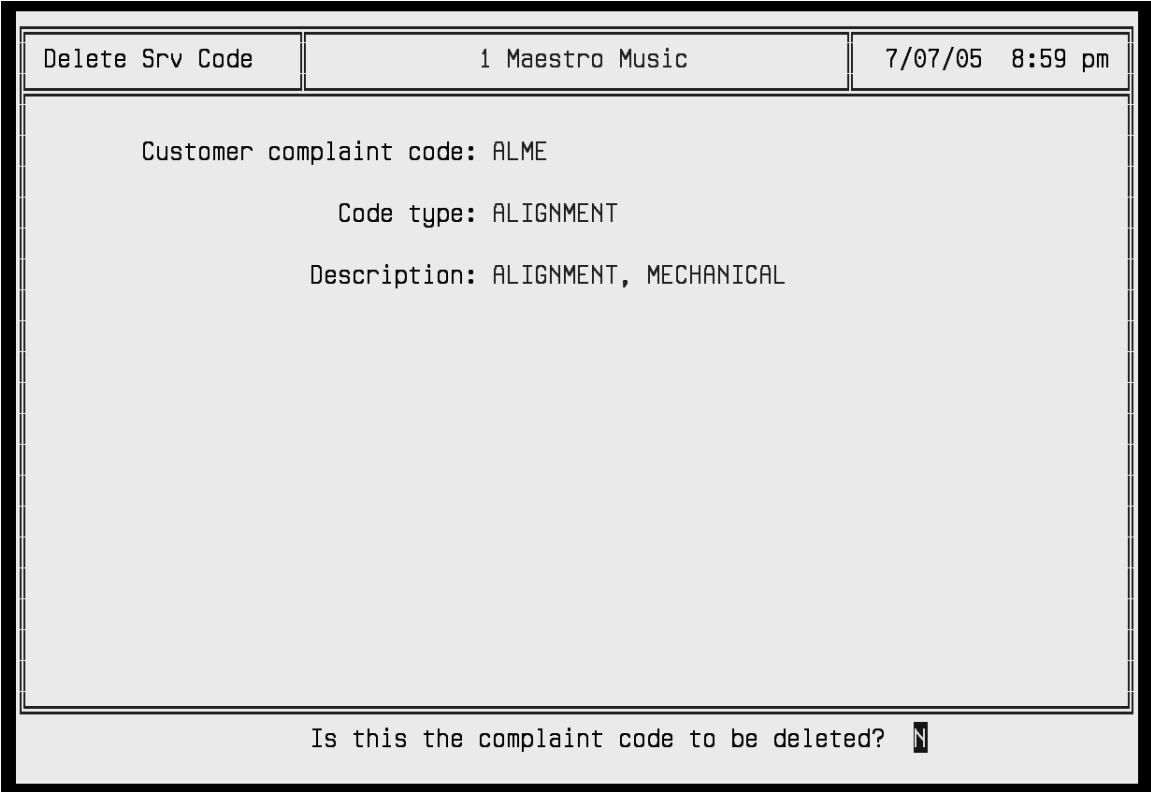 Delete Srv Code 1 Maestro Music 7/07/05 8:59 pm
Customer complaint code: ALME
Code type: ALIGNMENT
Description: ALIGNMENT, MECHANICAL
Is this the complaint code to be deleted? N